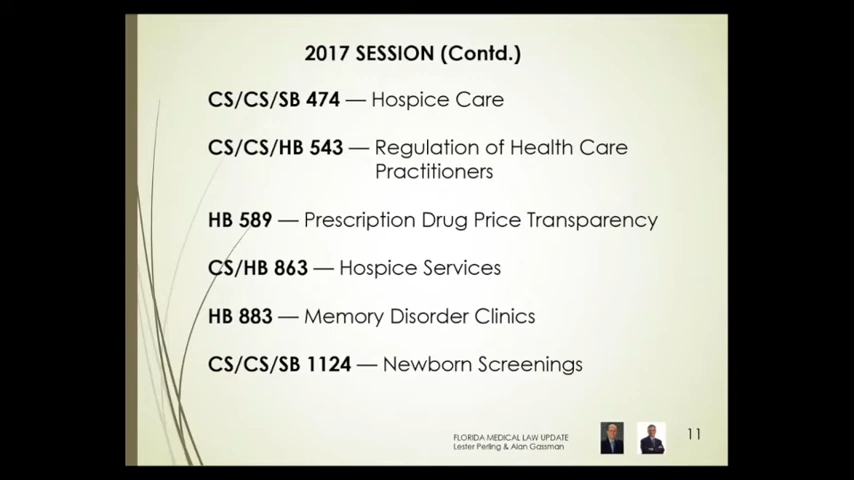 2017 SESSION (Contd.)
CS/CS/SB 474 — Hospice Care
CS/CS/HB 543 — Regulation of Health Care
Practitioners
HB 589 — Prescription Drug Price Transparency
CS/HB 863 — Hospice Services
HB 883 — Memory Disorder Clinics
CS/CS/SB 1124 — Newborn Screenings
FLORIDA MEDICAL LAW UPDATE
Lester Perling & Alan Gassman
11